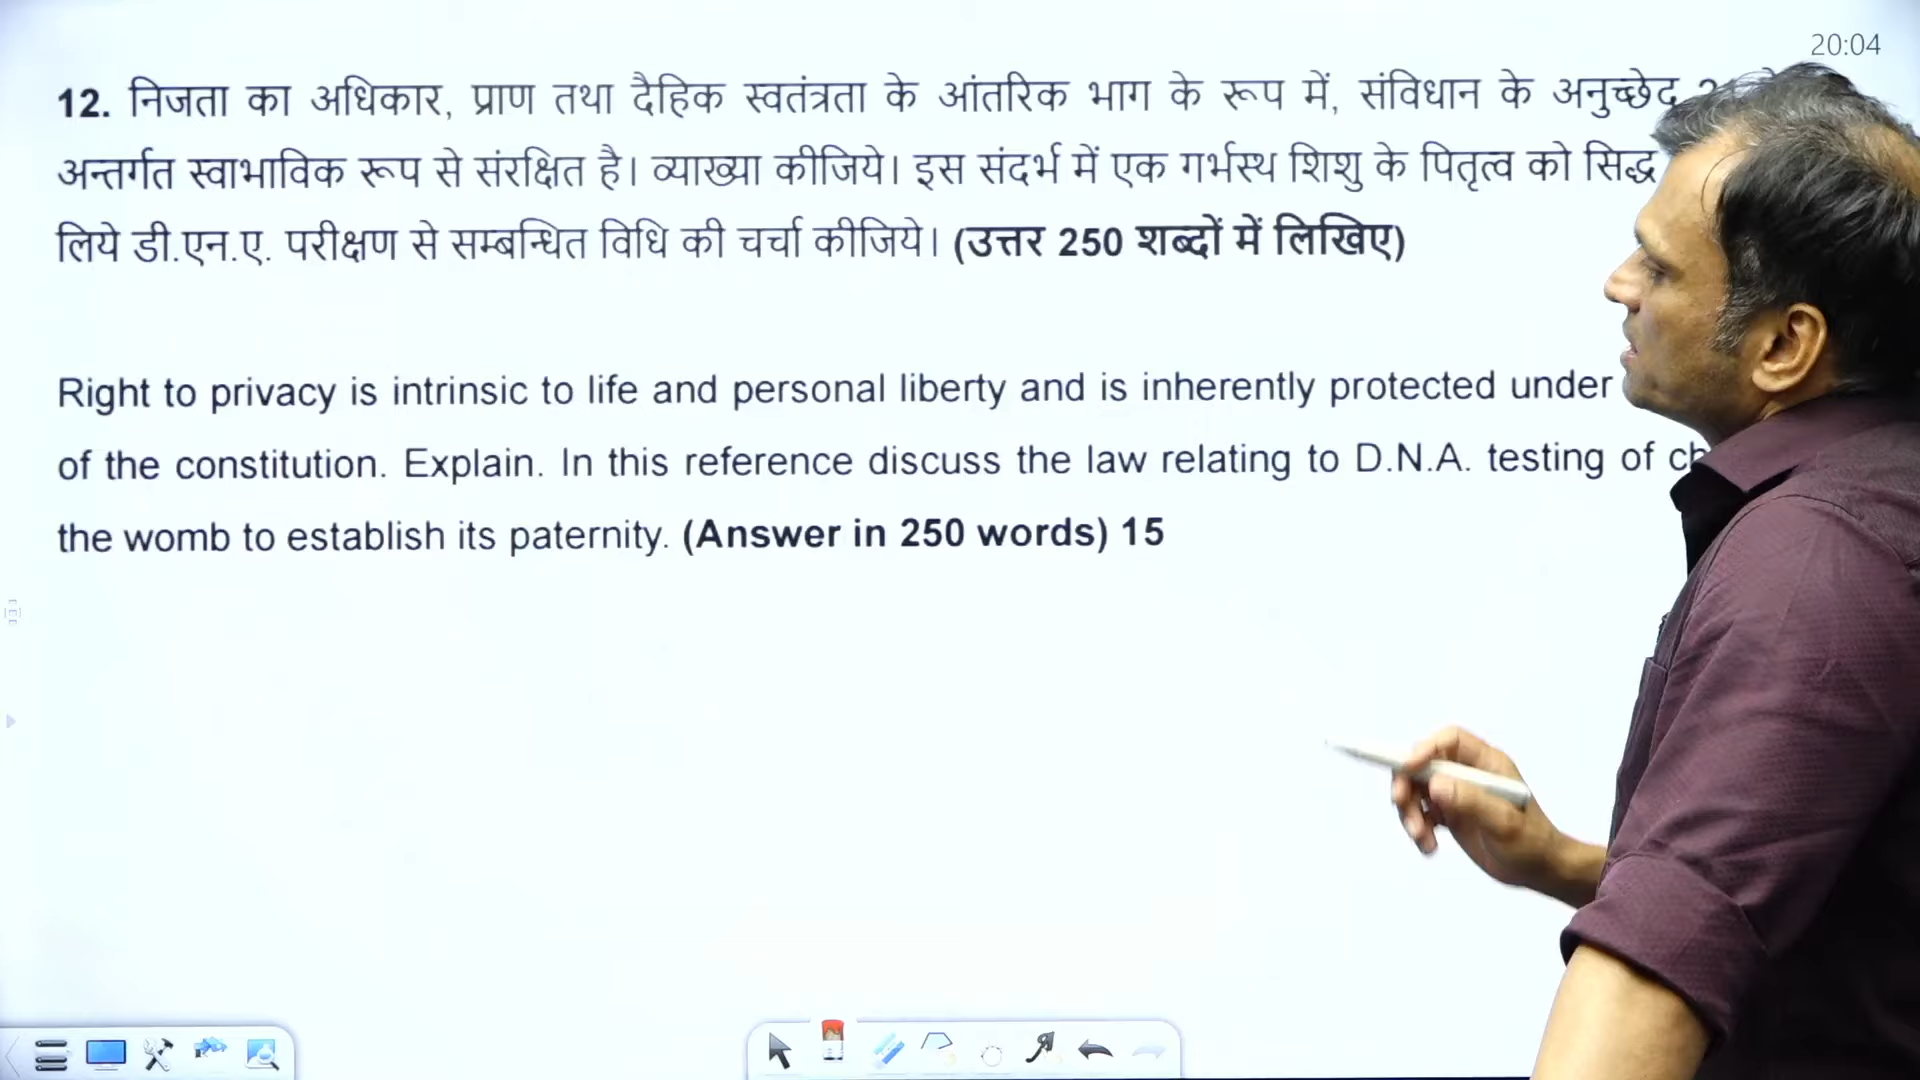 20:04
12. निजता का अधिकार, प्राण तथा दैहिक स्वतंत्रता के आंतरिक भाग के रूप में, संविधान के अनुच्छेद
अन्तर्गत स्वाभाविक रूप से संरक्षित है। व्याख्या कीजिये। इस संदर्भ में एक गर्भस्थ शिशु के पितृत्व को सिद्ध
लिये डी.एन.ए. परीक्षण से सम्बन्धित विधि की चर्चा कीजिये। (उत्तर 250 शब्दों में लिखिए)
Right to privacy is intrinsic to life and personal liberty and is inherently protected under
of the constitution. Explain. In this reference discuss the law relating to D.N.A. testing of
the womb to establish its paternity. (Answer in 250 words) 15